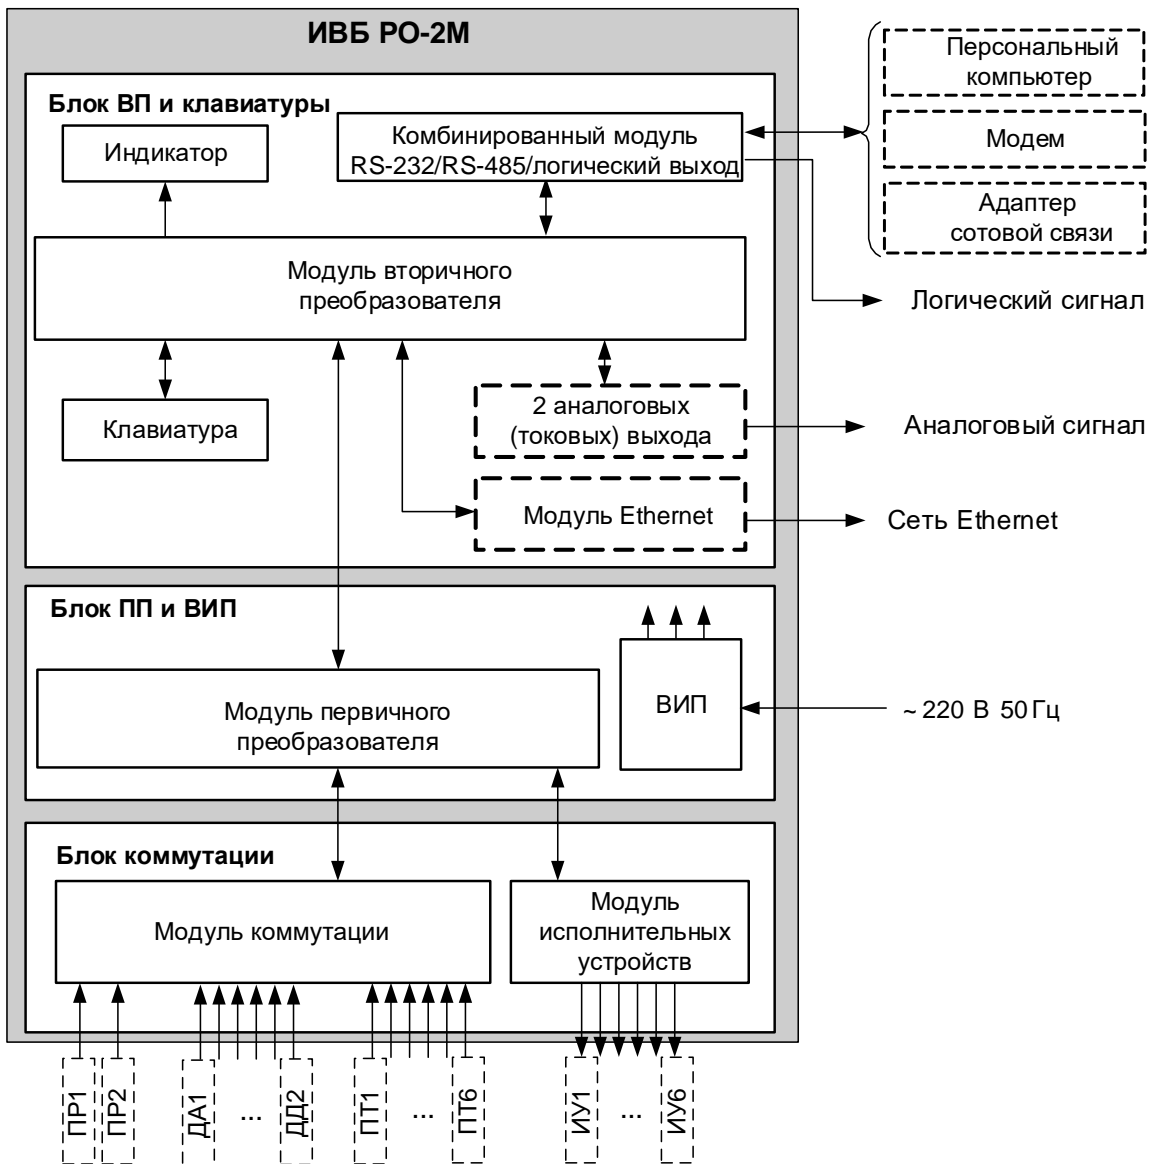 ИВБ РО-2М
Блок ВП и клавиатуры
Индикатор
Комбинированный модуль
RS-232/RS-485/логический выход
Персональный
компьютер
Модем
Адаптер
сотовой связи
Модуль вторичного
преобразователя
Логический сигнал
Клавиатура
2 аналоговых
(токовых) выхода
Аналоговый сигнал
Модуль Ethernet
Сеть Ethernet
Блок ПП и ВИП
Модуль первичного
преобразователя
ВИП
~ 220 В 50 Гц
Блок коммутации
Модуль коммутации
Модуль
исполнительных
устройств
ПР1
ПР2
ДА1
...
ДД2
ПТ1
...
ПТ6
ИУ1
...
ИУ6